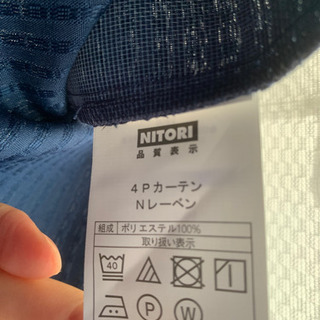 NITORI
品質表示
4Pカーテン
Nレーベン
組成 ポリエステル100%
取り扱い表示
40
P W